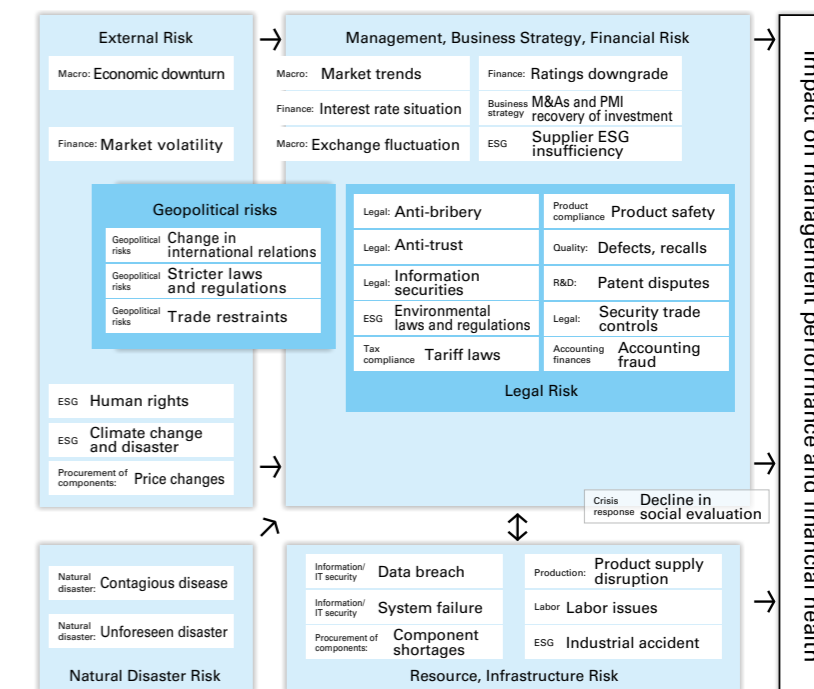 External Risk
Macro: Economic downturn
Finance: Market volatility
Geopolitical risks
Geopolitical risks Change in
international relations
Geopolitical risks Stricter laws
and regulations
Geopolitical risks Trade restraints
ESG Human rights
ESG Climate change
and disaster
Procurement of components: Price changes
Management, Business Strategy, Financial Risk
Macro: Market trends
Finance: Interest rate situation
Macro: Exchange fluctuation
Finance: Ratings downgrade
Business strategy M&As and PMI
recovery of investment
ESG Supplier ESG
insufficiency
Legal: Anti-bribery
Legal: Anti-trust
Legal: Information
securities
ESG Environmental
laws and regulations
Tax compliance Tariff laws
Product compliance Product safety
Quality: Defects, recalls
R&D: Patent disputes
Legal: Security trade
controls
Accounting finances Accounting
fraud
Legal Risk
Crisis response Decline in
social evaluation
Natural disaster: Contagious disease
Natural disaster: Unforeseen disaster
Natural Disaster Risk
Information/ IT security Data breach
Information/ IT security System failure
Procurement of components: Component
shortages
Production: Product supply
disruption
Labor Labor issues
ESG Industrial accident
Resource, Infrastructure Risk
Impact on management performance and financial health